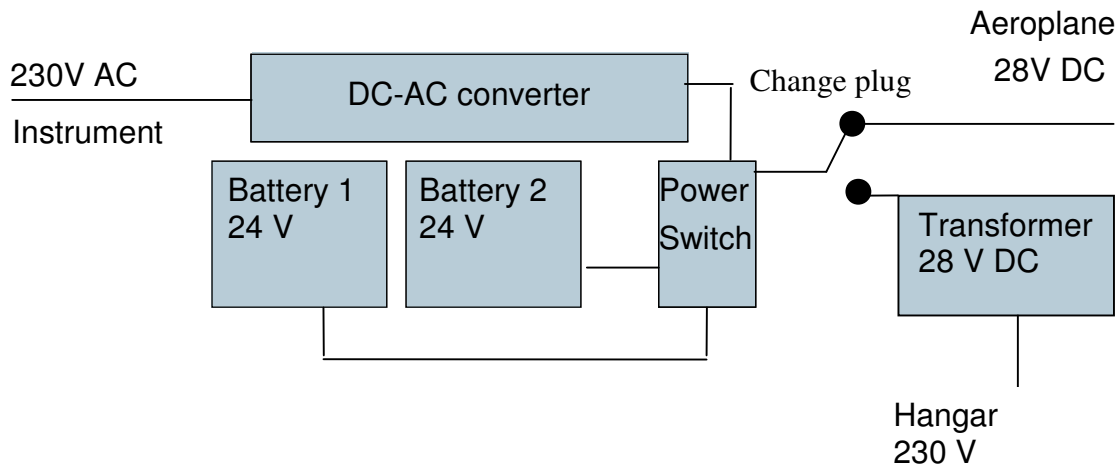 Aeroplane
28V DC
230V AC
Instrument
DC-AC converter
Change plug
Battery 1
24 V
Battery 2
24 V
Power
Switch
Transformer
28 V DC
Hangar
230 V